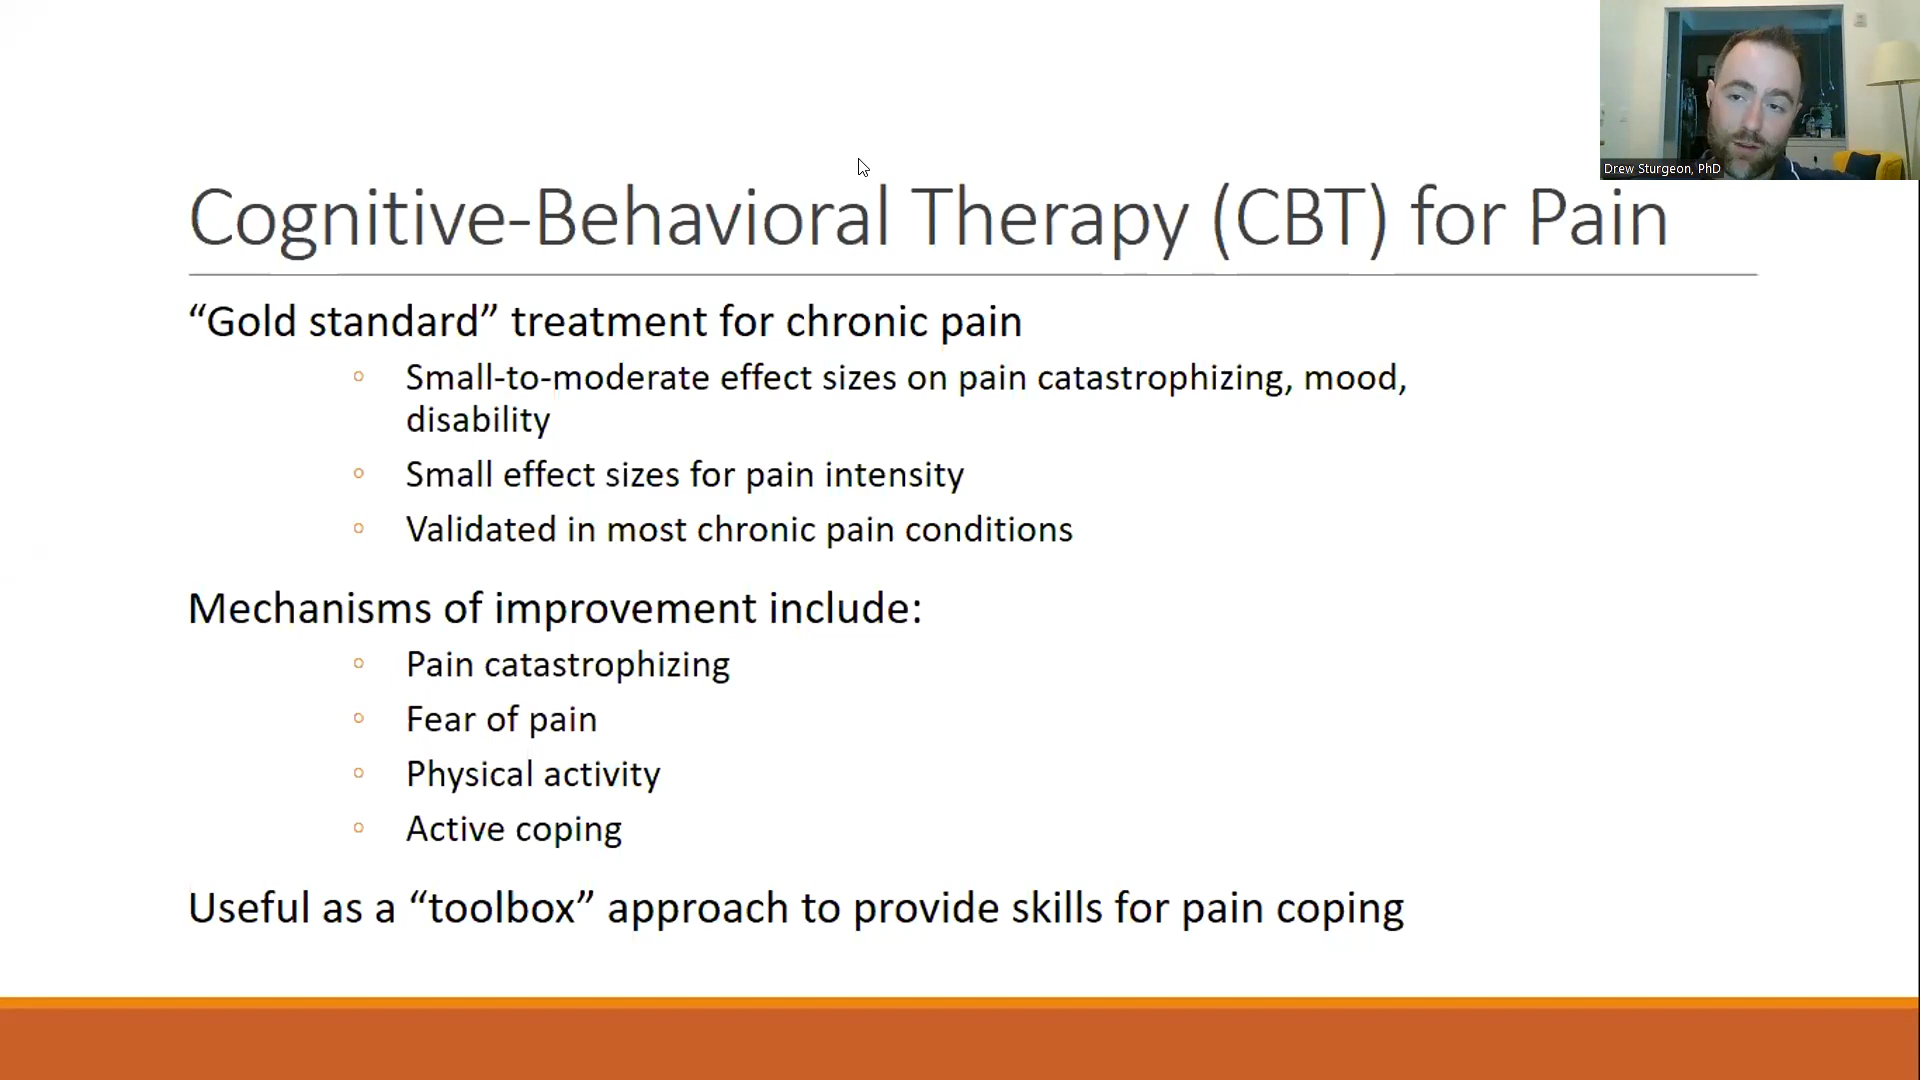 Drew Sturgeon, PhD
Cognitive-Behavioral Therapy (CBT) for Pain
“Gold standard” treatment for chronic pain
◦ Small-to-moderate effect sizes on pain catastrophizing, mood,
disability
◦ Small effect sizes for pain intensity
◦ Validated in most chronic pain conditions
Mechanisms of improvement include:
◦ Pain catastrophizing
◦ Fear of pain
◦ Physical activity
◦ Active coping
Useful as a “toolbox” approach to provide skills for pain coping